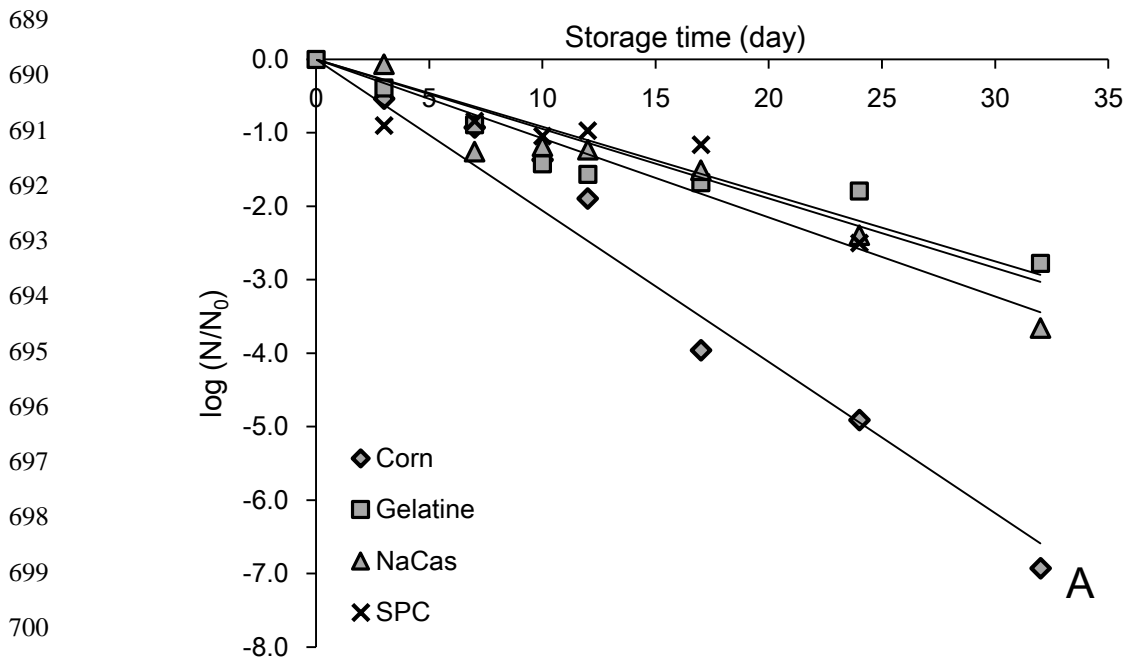 689
Storage time (day)
0.0
690
0 5 10 15 20 25 30 35
-1.0
691
692
-2.0
693
-3.0
694
log (N/N₀)
695
-4.0
696
-5.0
697
Corn
-6.0
698
Gelatine
699
-7.0
NaCas
A
700
SPC
-8.0